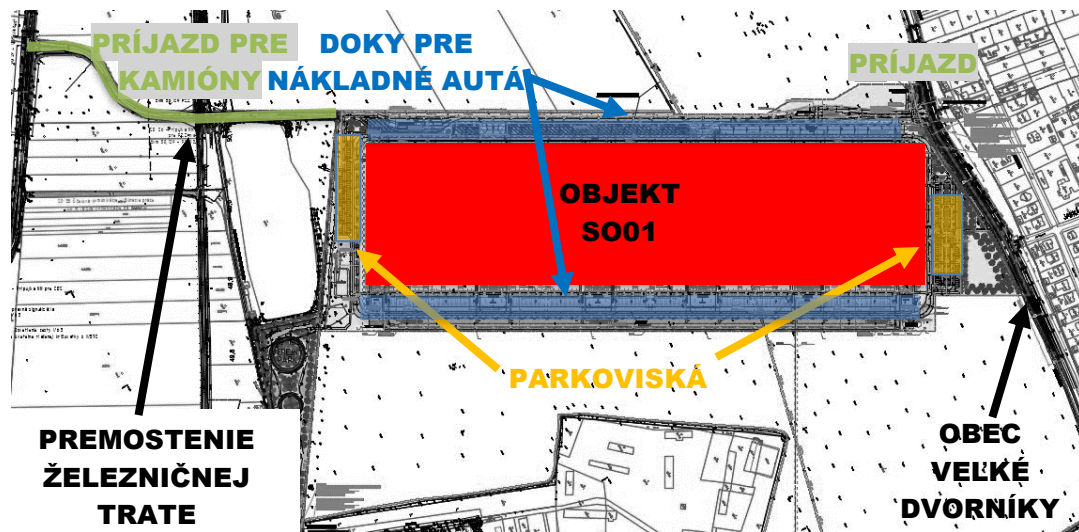 PRÍJAZD PRE
KAMIÓNY
DOKY PRE
NÁKLADNÉ AUTÁ
PRÍJAZD
OBJEKT
SO01
PARKOVISKÁ
PREMOSTENIE
ŽELEZNIČNEJ
TRATE
OBEC
VEĽKÉ
DVORNÍKY